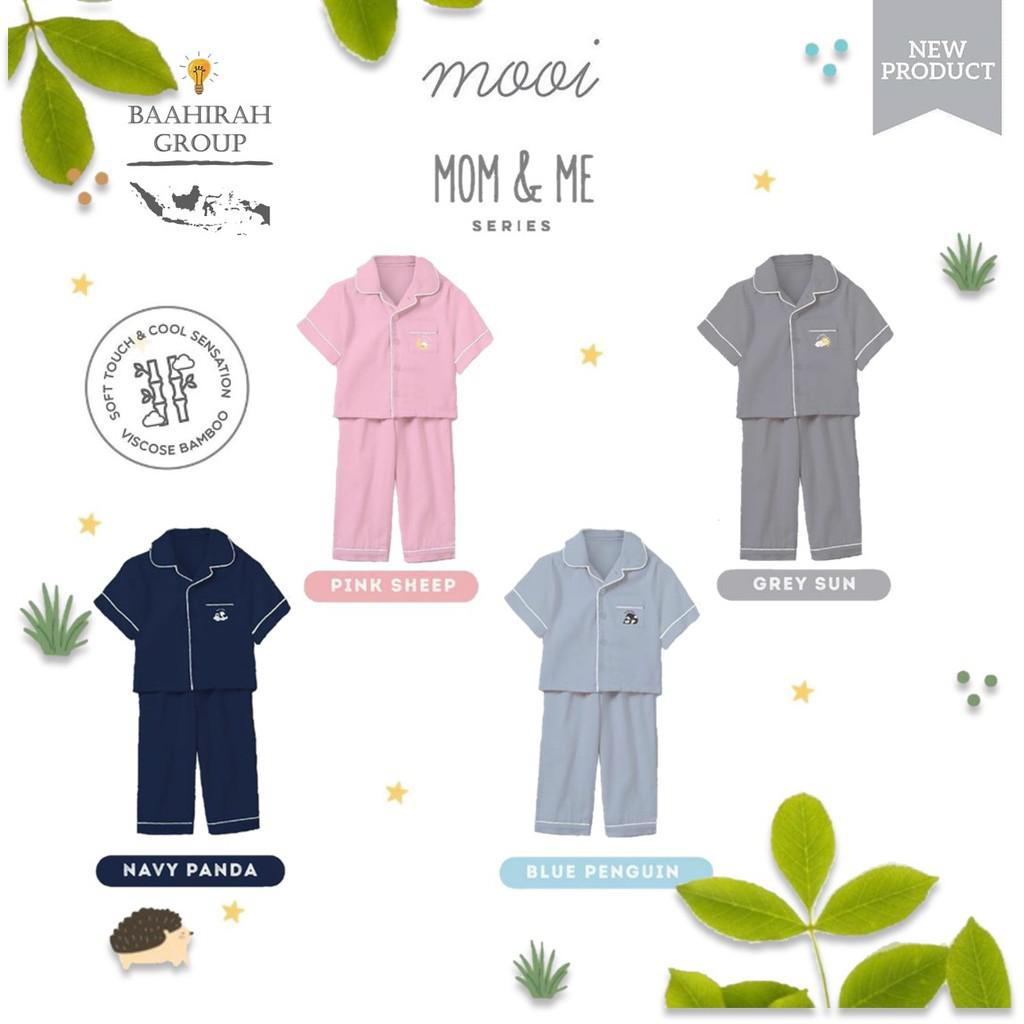 mooi
NEW
PRODUCT
BAAHIRAH
GROUP
MOM & ME
SERIES
SOFT TOUCH & COOL SENSATION
VISCOSE BAMBOO
PINK SHEEP
GREY SUN
NAVY PANDA
BLUE PENGUIN